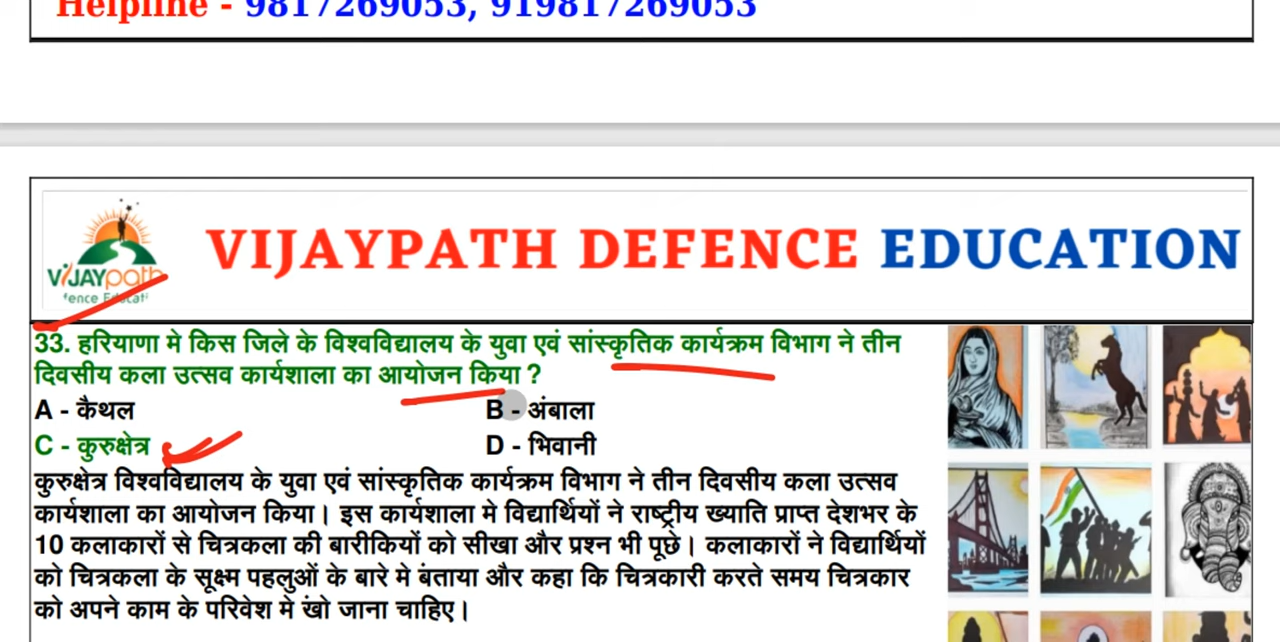 Helpline - 9817269053, 919817269053
VIJAYPATH DEFENCE EDUCATION
VIJAYpath
33. हरियाणा मे किस जिले के विश्वविद्यालय के युवा एवं सांस्कृतिक कार्यक्रम विभाग ने तीन
दिवसीय कला उत्सव कार्यशाला का आयोजन किया ?
A - कैथल
B - अंबाला
C - कुरुक्षेत्र
D - भिवानी
कुरुक्षेत्र विश्वविद्यालय के युवा एवं सांस्कृतिक कार्यक्रम विभाग ने तीन दिवसीय कला उत्सव
कार्यशाला का आयोजन किया। इस कार्यशाला मे विद्यार्थियों ने राष्ट्रीय ख्याति प्राप्त देशभर के
10 कलाकारों से चित्रकला की बारीकियों को सीखा और प्रश्न भी पूछे। कलाकारों ने विद्यार्थियों
को चित्रकला के सूक्ष्म पहलुओं के बारे मे बंताया और कहा कि चित्रकारी करते समय चित्रकार
को अपने काम के परिवेश मे खो जाना चाहिए।